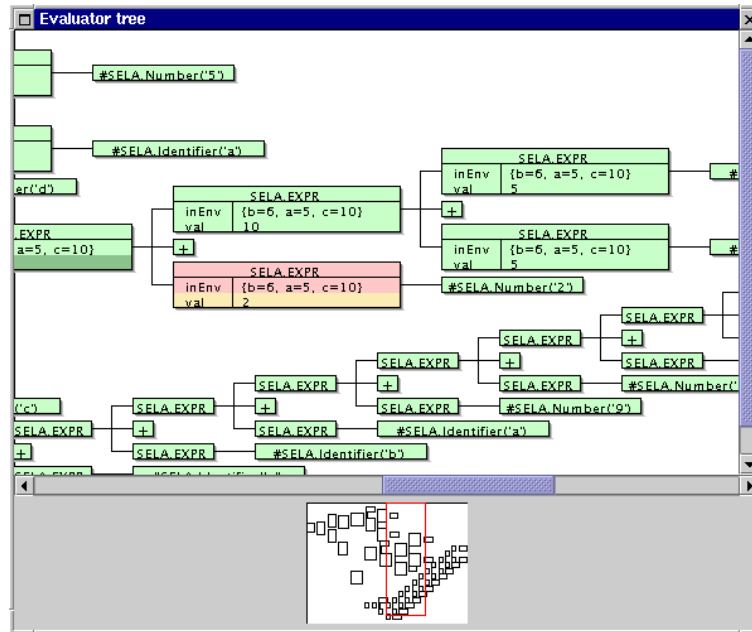 Evaluator tree
#SELA.Number('5')
#SELA.Identifier('a')
SELA.EXPR
inEnv {b=6, a=5, c=10}
val 5
#
er('d')
SELA.EXPR
inEnv {b=6, a=5, c=10}
val 10
+
.EXPR
a=5, c=10}
+
SELA.EXPR
inEnv {b=6, a=5, c=10}
val 5
#
SELA.EXPR
inEnv {b=6, a=5, c=10}
val 2
#SELA.Number('2')
SELA.EXPR
SELA.EXPR
+
SELA.EXPR
+
SELA.EXPR
SELA.EXPR
+
SELA.EXPR
#SELA.Number('
SELA.EXPR
+
SELA.EXPR
#SELA.Number('9')
('c')
SELA.EXPR
+
SELA.EXPR
#SELA.Identifier('a')
SELA.EXPR
+
+
SELA.EXPR
#SELA.Identifier('b')
SELA.EXPR